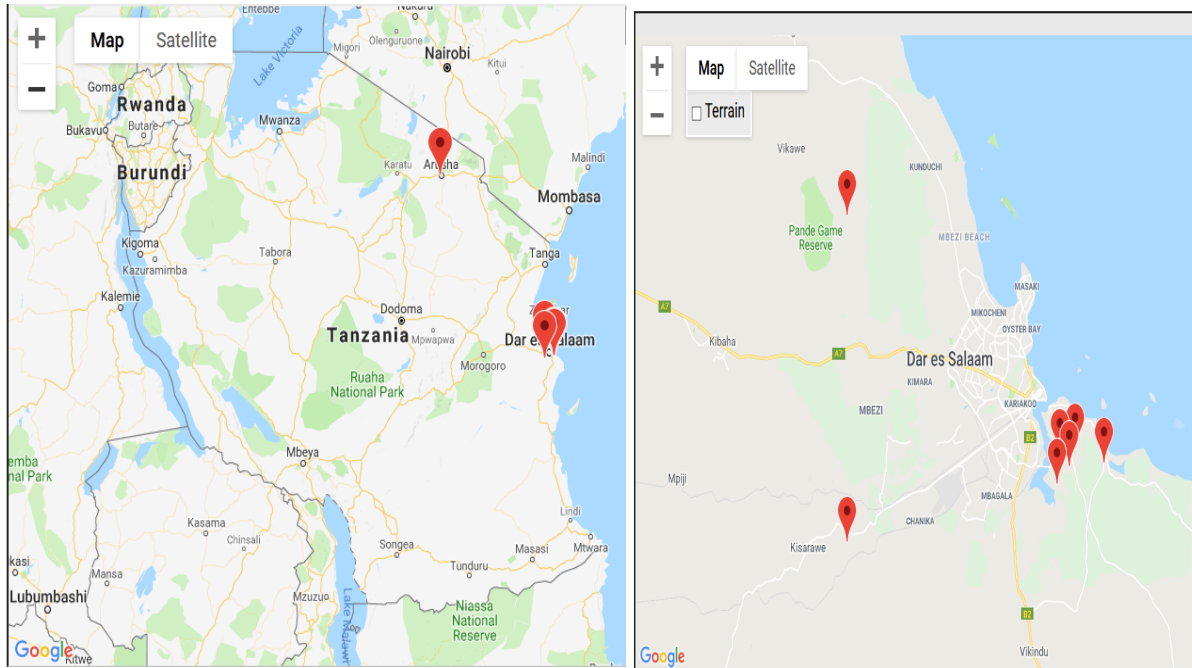 Entebbe
+
Map
Satellite
−
Nakuru
Olenguruone
Migori
Nairobi
Kitui
Lake Victoria
Goma
Rwanda
Bukavu
Butare
Mwanza
Burundi
Karatu
Arusha
Malindi
Mombasa
Kigoma
Kazuramimba
Tabora
Tanga
Kalemie
Dodoma
Tanzania
Mpwapwa
Dar es Salaam
Morogoro
Ruaha
National Park
Mbeya
Kasama
Chinsali
Lindi
Mtwara
Masasi
Songea
Tunduru
Mansa
Mzuzu
Lubumbashi
Lake Malawi
Niassa
National
Reserve
Google
Kitwe
+
Map
Satellite
−
Terrain
Vikawe
KUNDUCHI
Pande Game
Reserve
MBEZI BEACH
MASAKI
A7
MIKOCHENI
OYSTER BAY
Kibaha
A7
Dar es Salaam
KIMARA
KARIAKOO
MBEZI
B2
Mpiji
MBAGALA
CHANIKA
Kisarawe
B2
Vikindu
Google